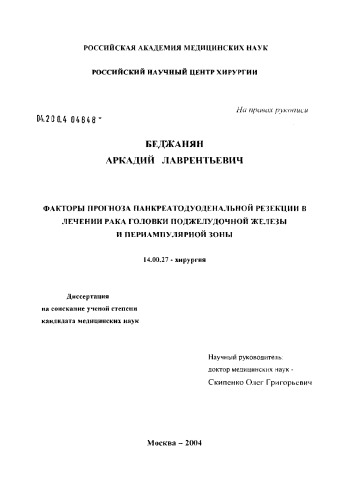 РОССИЙСКАЯ АКАДЕМИЯ МЕДИЦИНСКИХ НАУК
РОССИЙСКИЙ НАУЧНЫЙ ЦЕНТР ХИРУРГИИ
На правах рукописи
04.20 0.4 04848
БЕДЖАНЯН
АРКАДИЙ ЛАВРЕНТЬЕВИЧ
ФАКТОРЫ ПРОГНОЗА ПАНКРЕАТОДУОДЕНАЛЬНОЙ РЕЗЕКЦИИ В
ЛЕЧЕНИИ РАКА ГОЛОВКИ ПОДЖЕЛУДОЧНОЙ ЖЕЛЕЗЫ
И ПЕРИАМПУЛЯРНОЙ ЗОНЫ
14.00.27 - хирургия
Диссертация
на соискание ученой степени
кандидата медицинских наук
Научный руководитель:
доктор медицинских наук -
Скипенко Олег Григорьевич
Москва – 2004